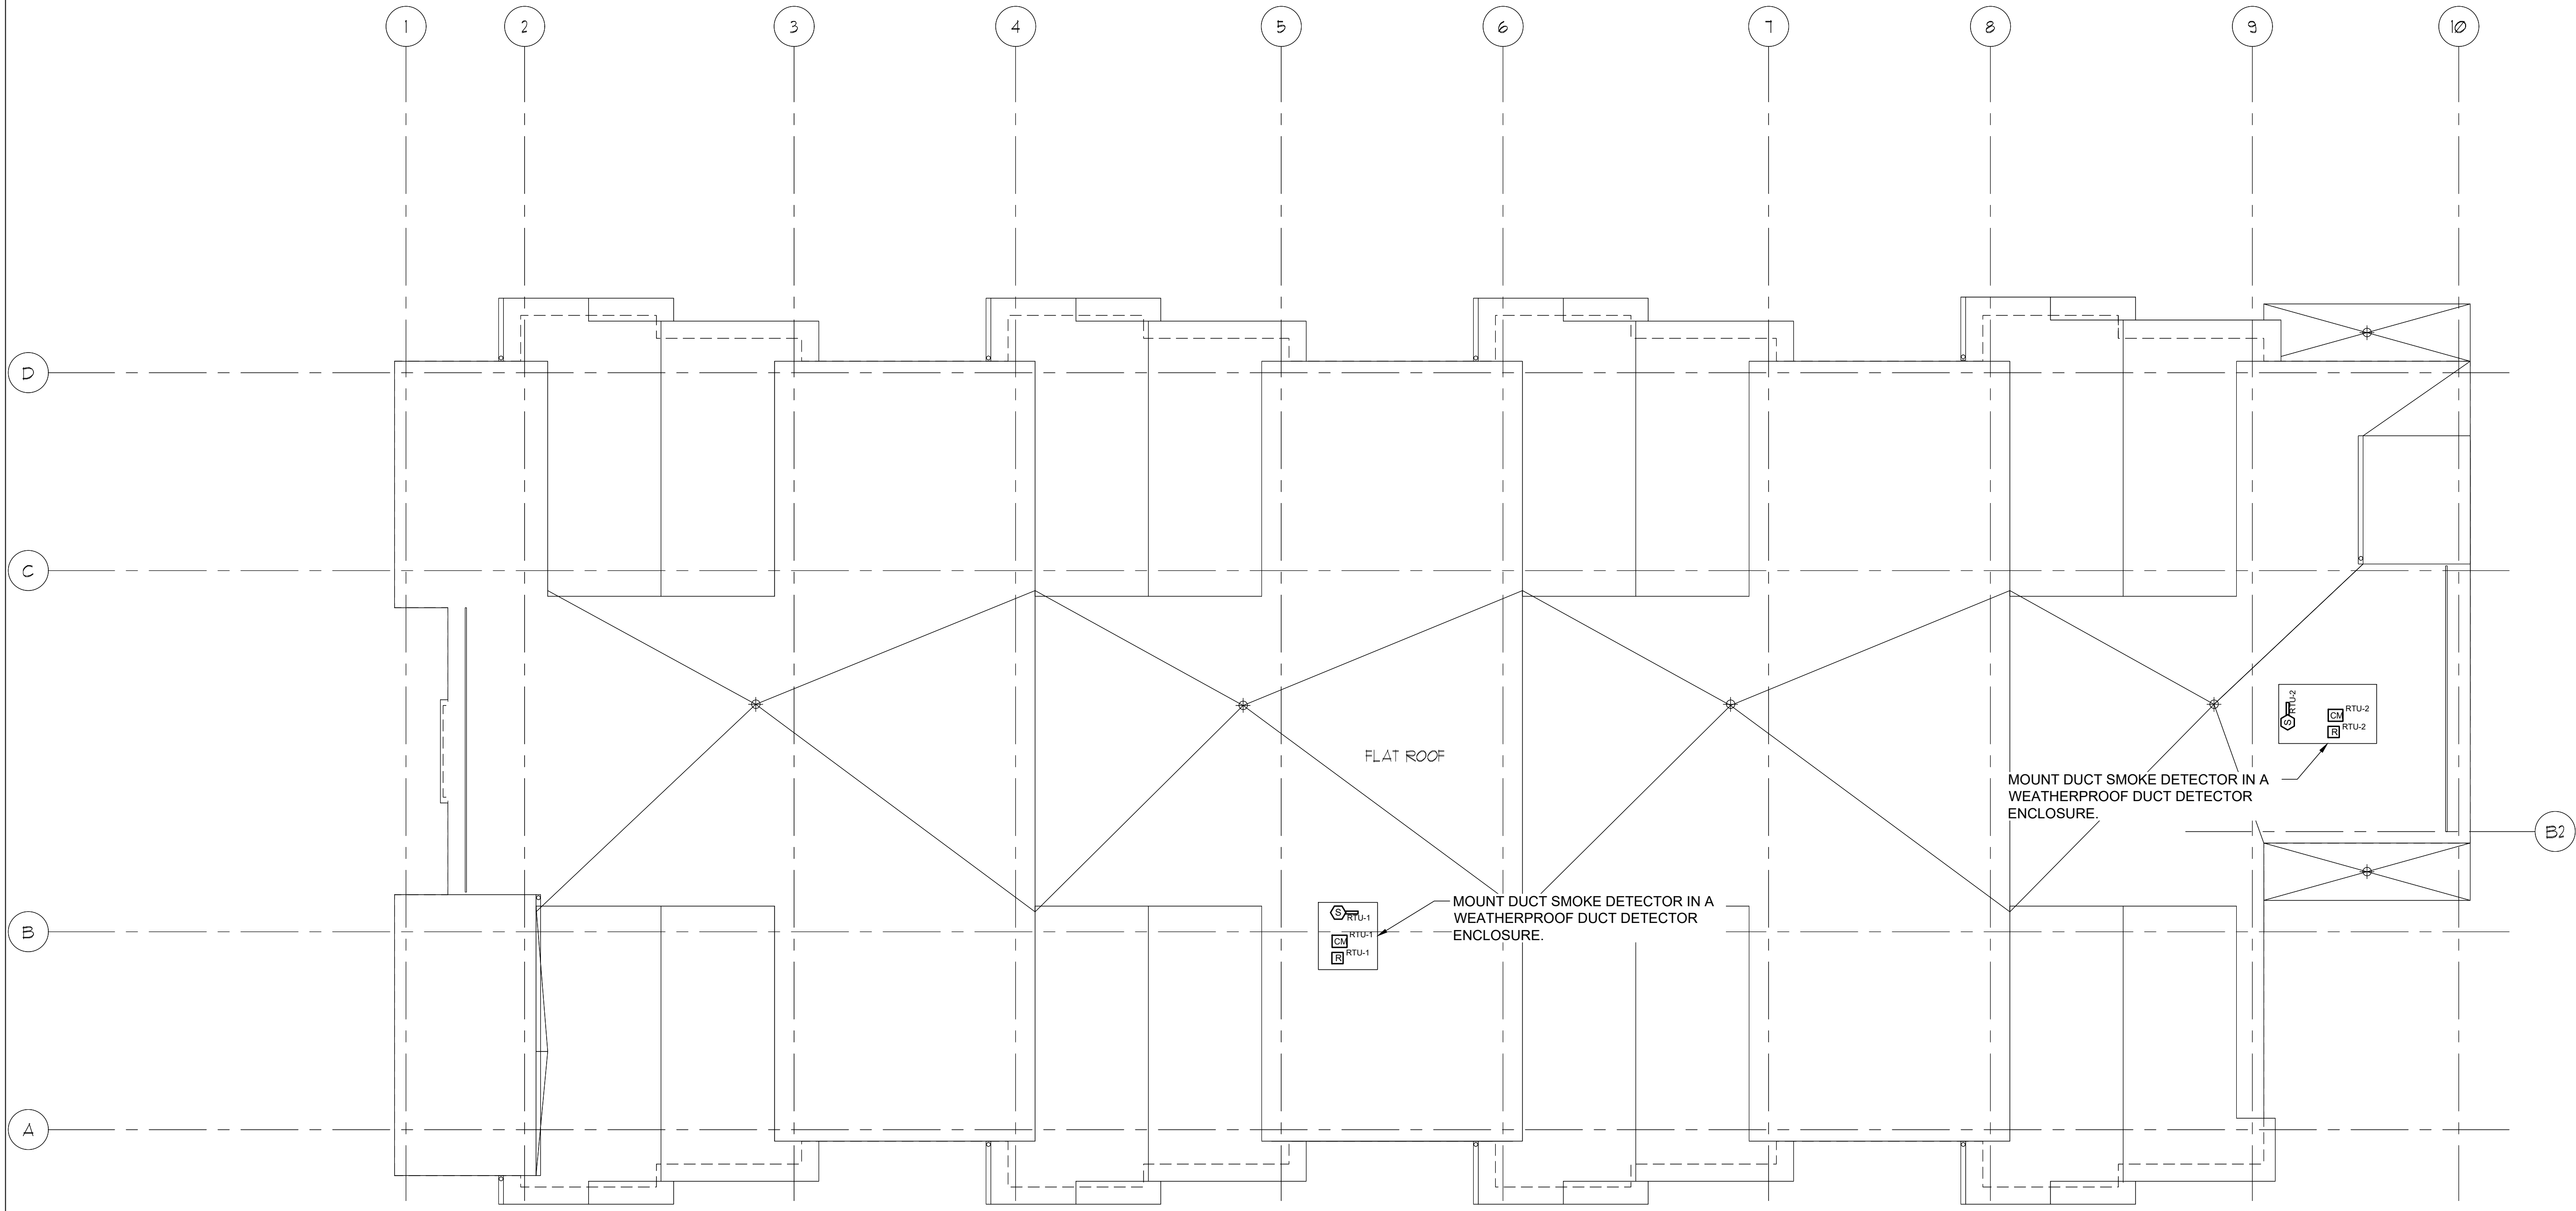 1 2 3 4 5 6 7 8 9 10
D
C
RTU-2
S
CM RTU-2
R RTU-2
FLAT ROOF
MOUNT DUCT SMOKE DETECTOR IN A
WEATHERPROOF DUCT DETECTOR
ENCLOSURE.
B2
S RTU-1
CM RTU-1
R RTU-1
MOUNT DUCT SMOKE DETECTOR IN A
WEATHERPROOF DUCT DETECTOR
ENCLOSURE.
B
A